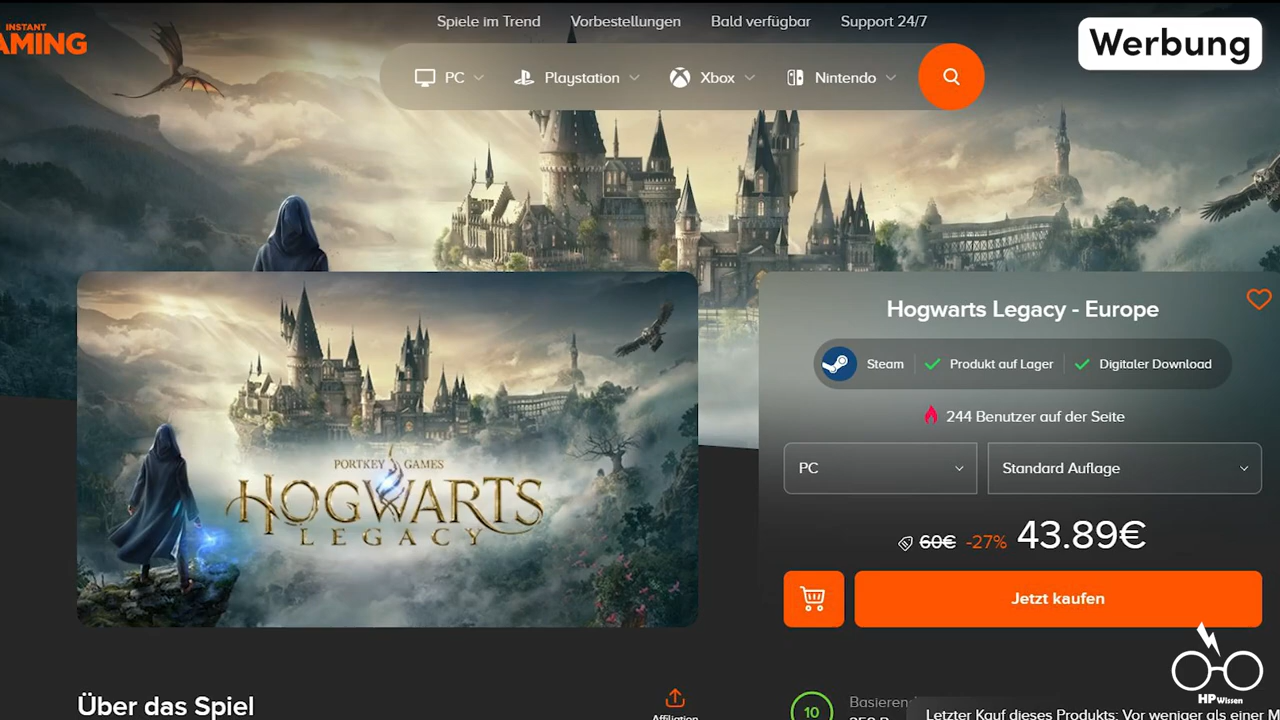 INSTANT
AMING
Spiele im Trend Vorbestellungen Bald verfügbar Support 24/7
Werbung
PC Playstation Xbox Nintendo
PORTKEY GAMES
HOGWARTS
LEGACY
Hogwarts Legacy - Europe
Steam Produkt auf Lager Digitaler Download
244 Benutzer auf der Seite
PC Standard Auflage
60€ -27% 43.89€
Jetzt kaufen
HP Wissen
Über das Spiel
Affiliation
10
Basieren
Letzter Kauf dieses Produkts: Vor weniger als einer M